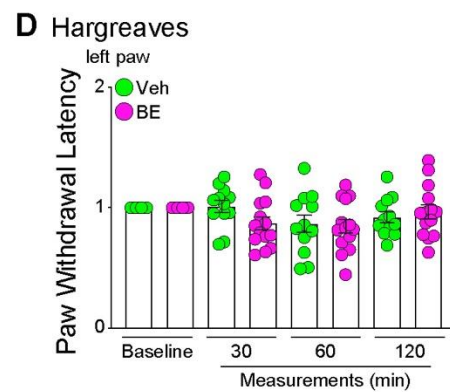 D Hargreaves
left paw
Veh
BE
Paw Withdrawal Latency
2
1
0
Baseline 30 60 120
Measurements (min)